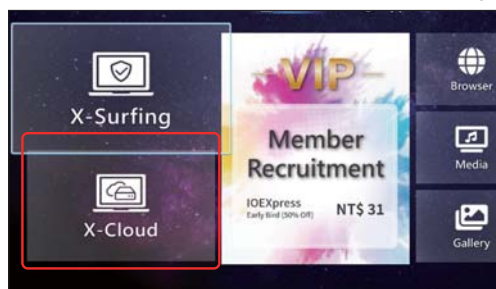 X-Surfing
X-Cloud
-VIP-
Member
Recruitment
IOEXpress
Early Bird (50% Off)
NT$ 31
Browser
Media
Gallery